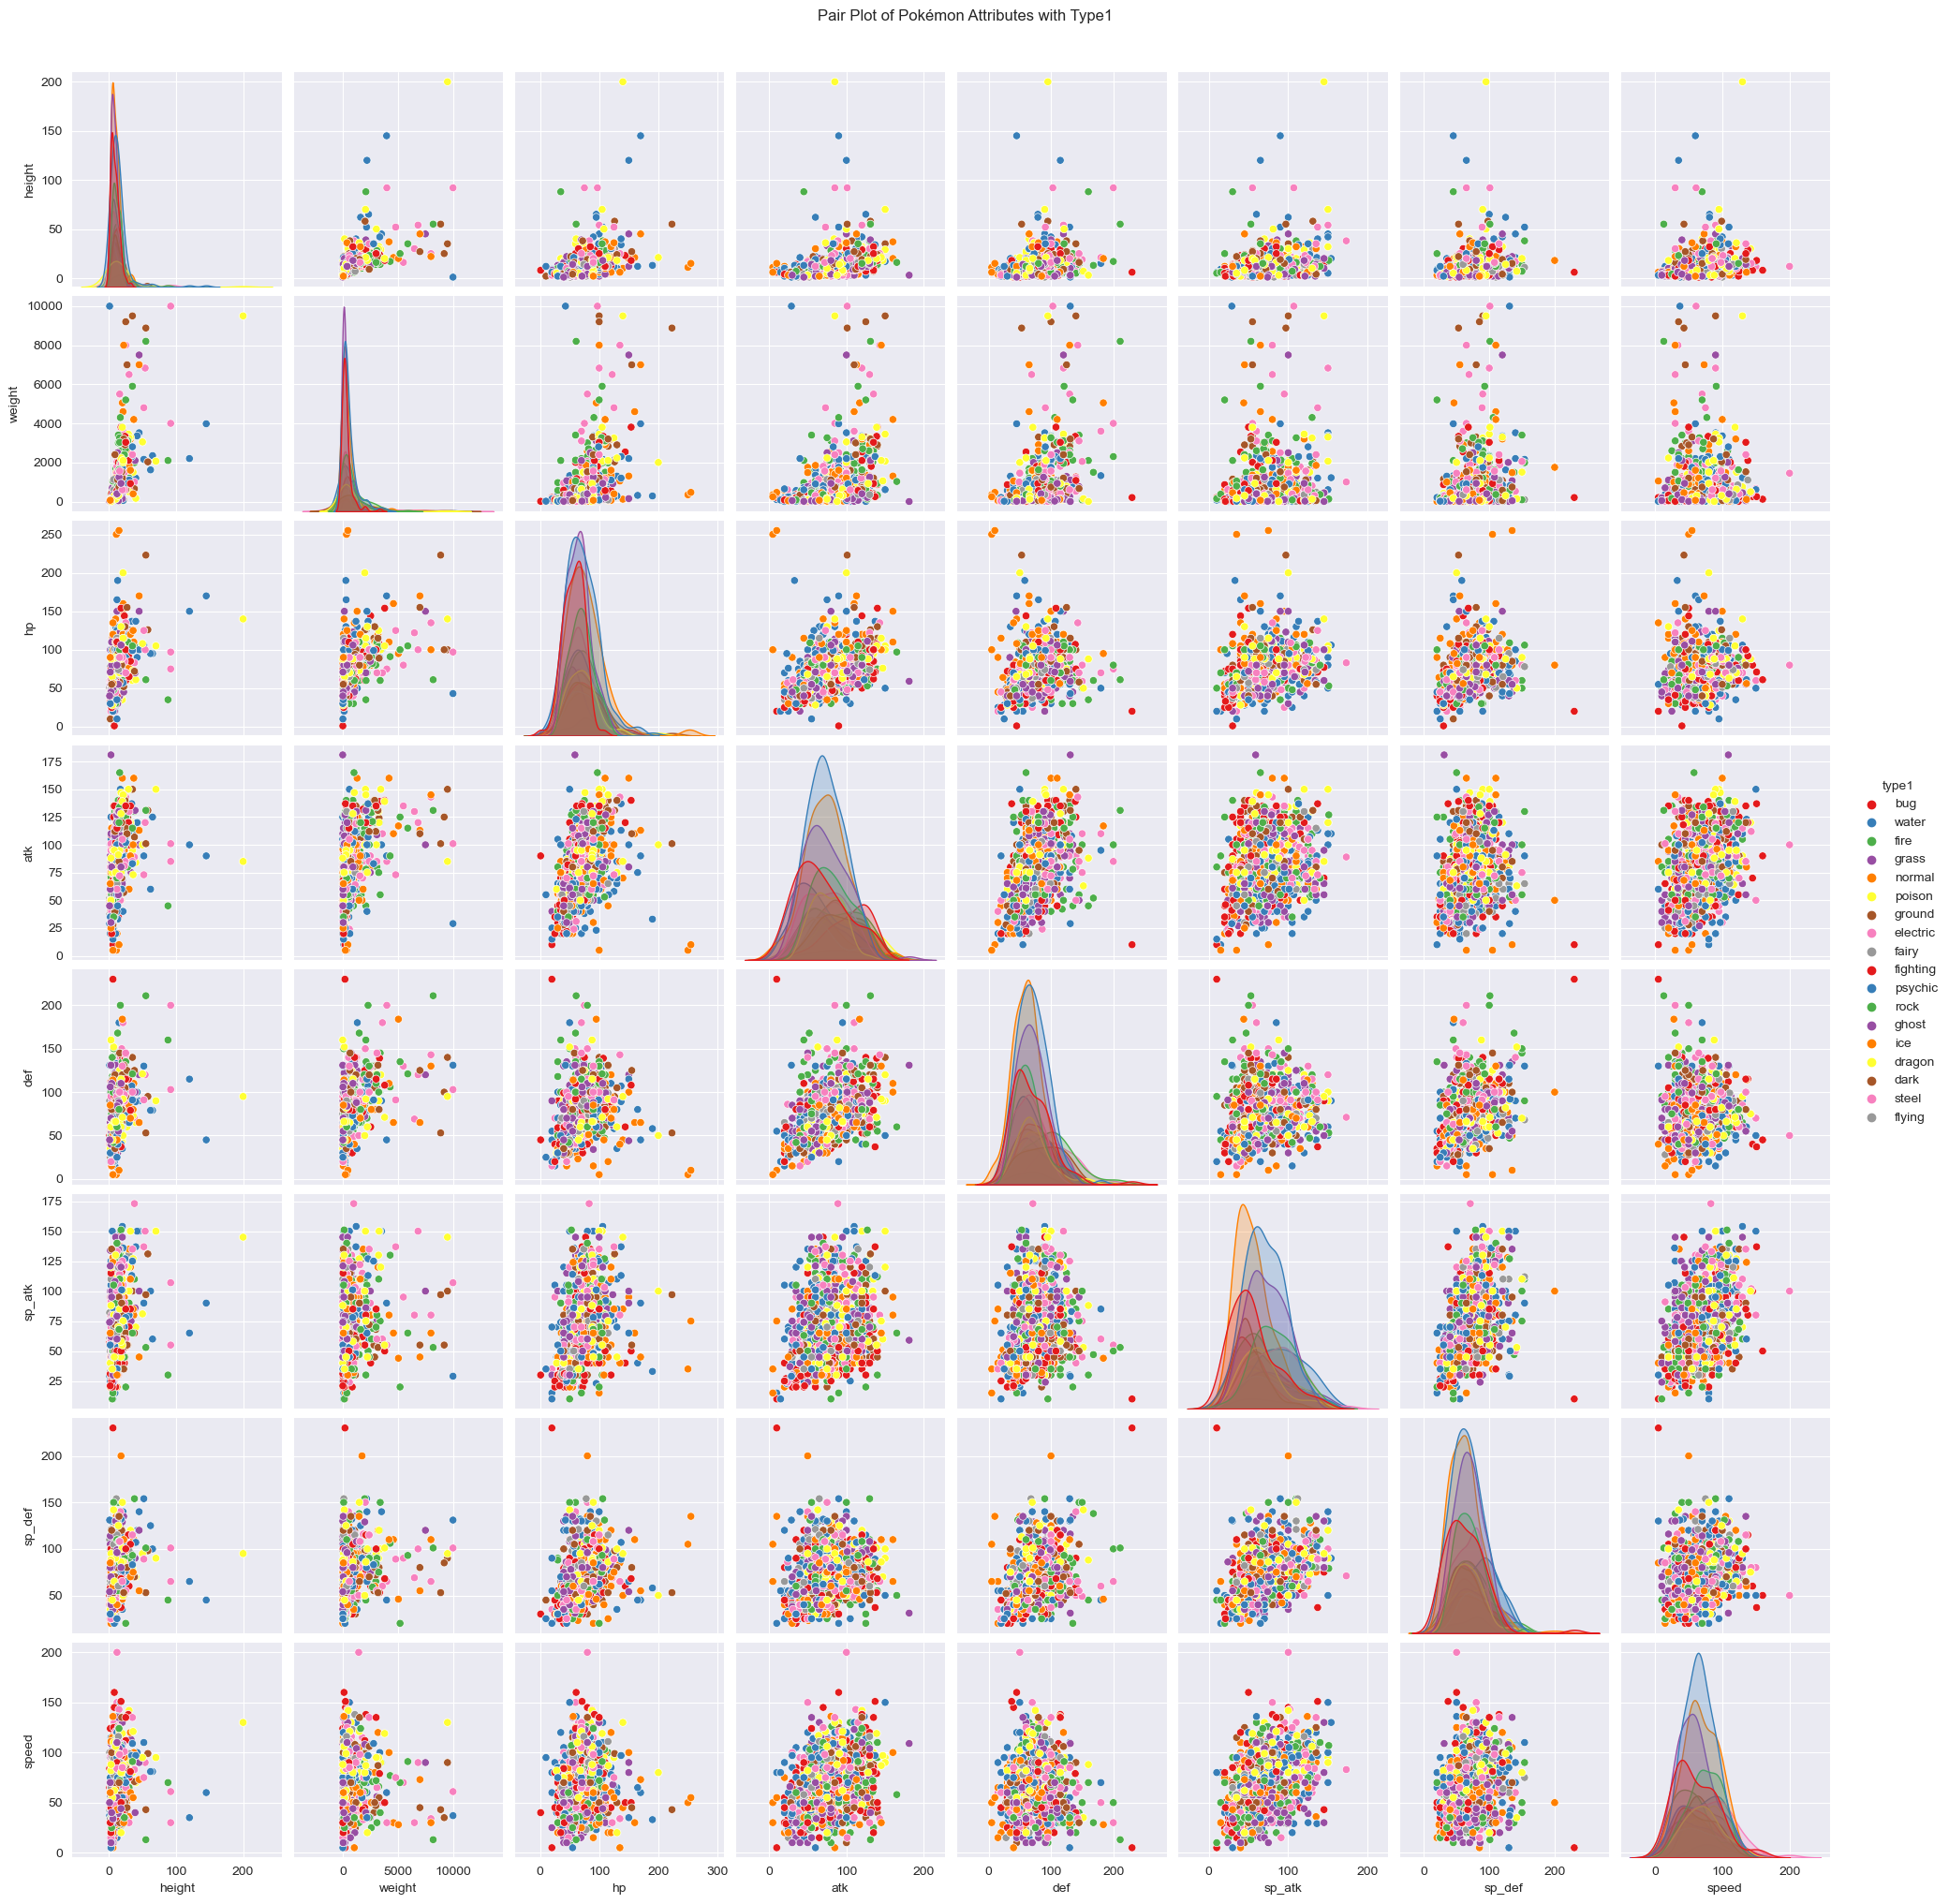 Pair Plot of Pokémon Attributes with Type1
200
150
100
50
0
height
10000
8000
6000
4000
2000
0
weight
250
200
150
100
50
0
hp
175
150
125
100
75
50
25
0
atk
200
150
100
50
0
def
175
150
125
100
75
50
25
sp_atk
200
150
100
50
sp_def
200
150
100
50
0
speed
0 100 200
0 5000 10000
0 100 200 300
0 100 200
0 100 200
0 100 200
0 100 200
0 100 200
height weight hp atk def sp_atk sp_def speed
type1
bug
water
fire
grass
normal
poison
ground
electric
fairy
fighting
psychic
rock
ghost
ice
dragon
dark
steel
flying